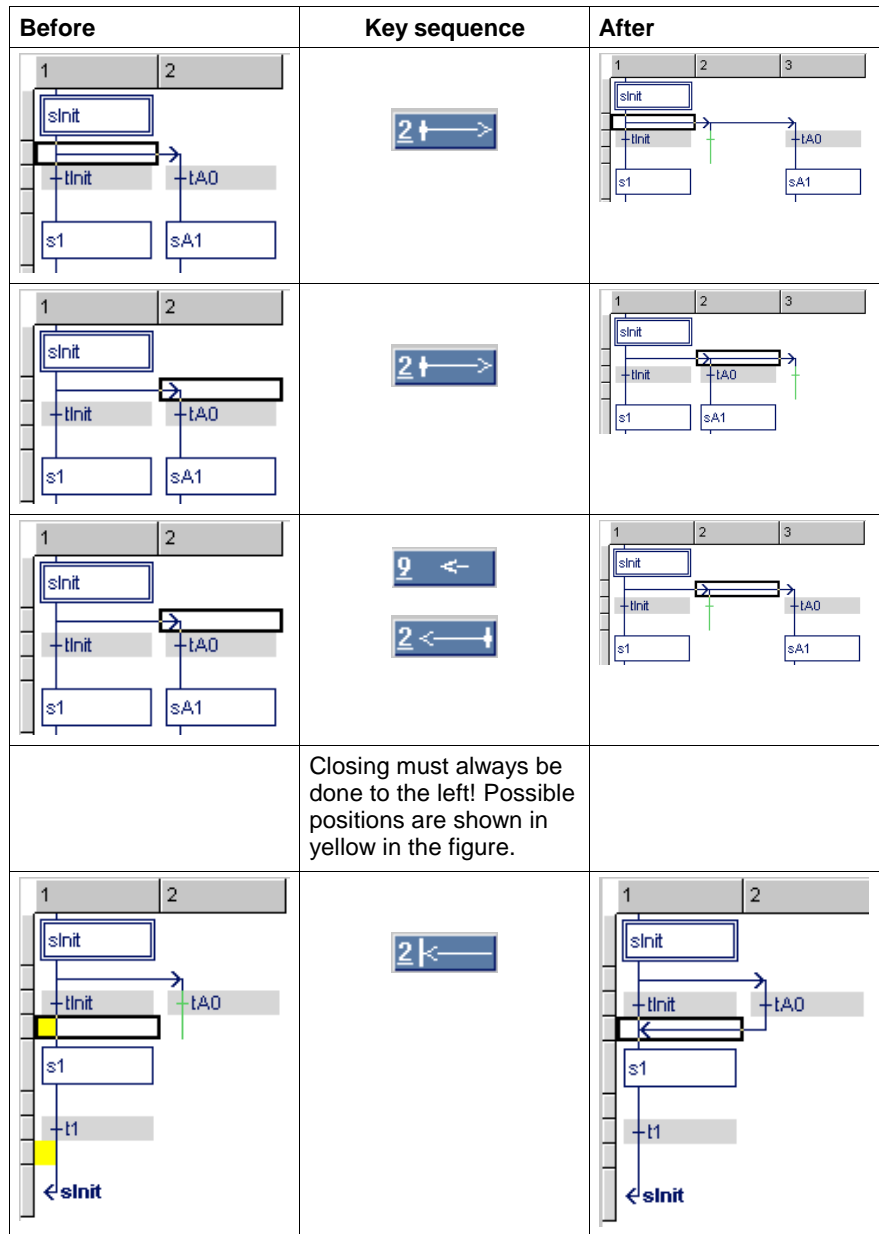 Before Key sequence After
1 2
sInit
tInit tA0
s1 sA1
2
1 2 3
sInit
tInit tA0
s1 sA1
1 2
sInit
tInit tA0
s1 sA1
2
1 2 3
sInit
tInit tA0
s1 sA1
1 2
sInit
tInit tA0
s1 sA1
9
2
1 2 3
sInit
tInit tA0
s1 sA1
Closing must always be
done to the left! Possible
positions are shown in
yellow in the figure.
1 2
sInit
tInit tA0
s1
t1
sInit
2
1 2
sInit
tInit tA0
s1
t1
sInit